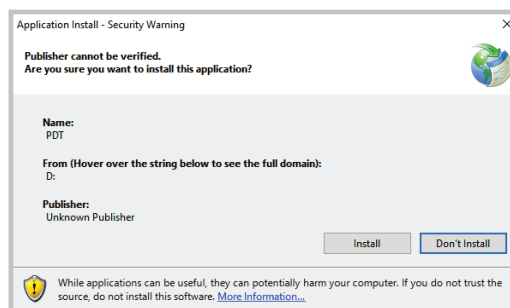 Application Install - Security Warning
Publisher cannot be verified.
Are you sure you want to install this application?
Name:
PDT
From (Hover over the string below to see the full domain):
D:
Publisher:
Unknown Publisher
Install
Don't Install
While applications can be useful, they can potentially harm your computer. If you do not trust the
source, do not install this software. More Information...